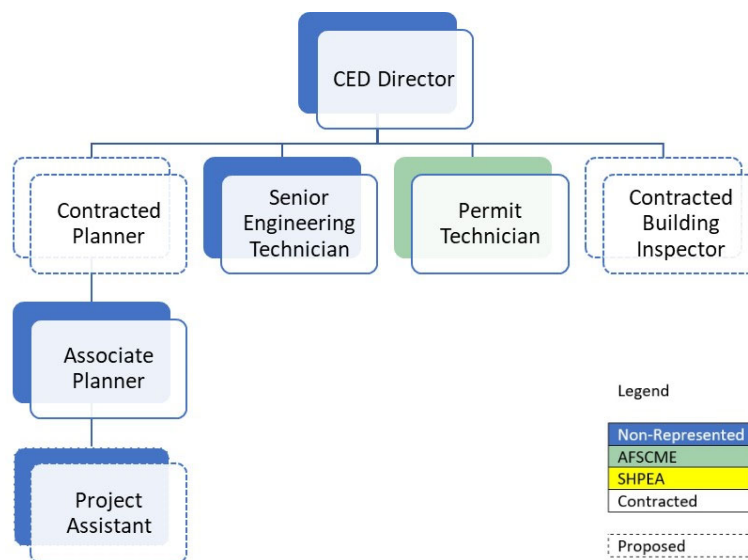 CED Director
Contracted
Planner
Senior
Engineering
Technician
Permit
Technician
Contracted
Building
Inspector
Associate
Planner
Project
Assistant
Legend
Non-Represented
AFSCME
SHPEA
Contracted
Proposed